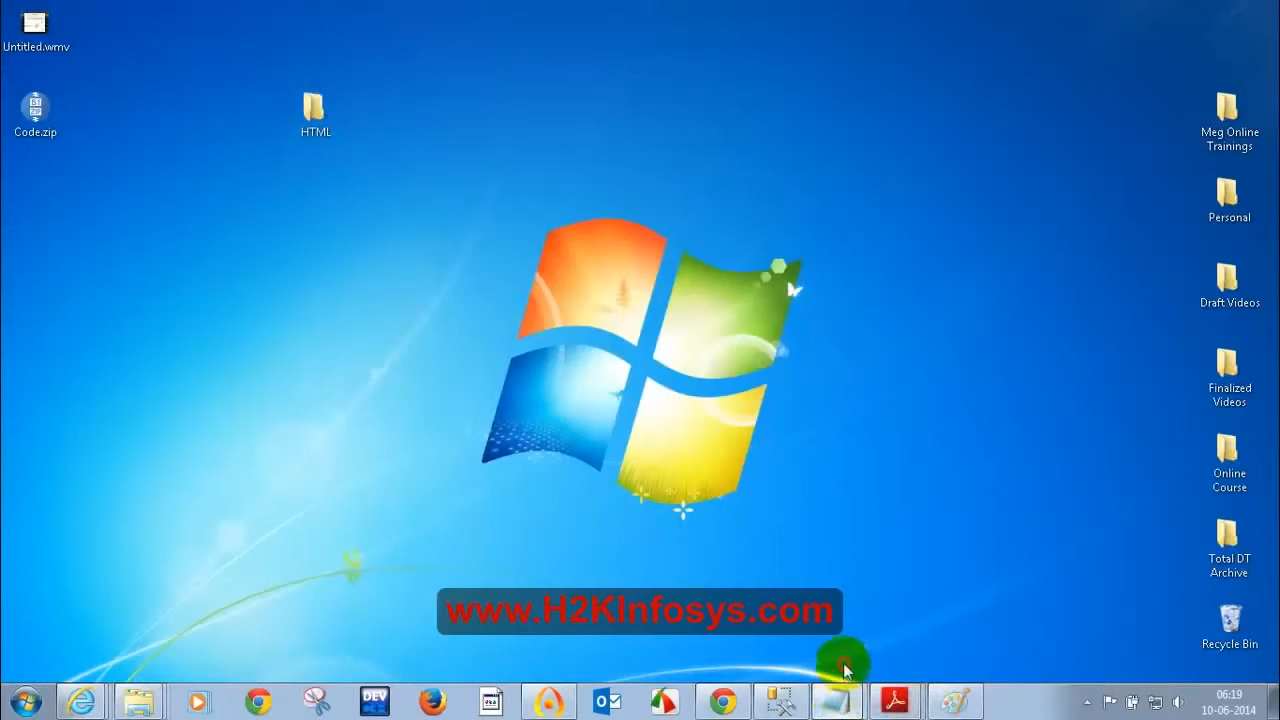 Untitled.wmv
Code.zip
HTML
Meg Online
Trainings
Personal
Draft Videos
Finalized
Videos
Online
Course
Total DT
Archive
Recycle Bin
www.H2KInfosys.com
DEV
06:19
10-06-2014